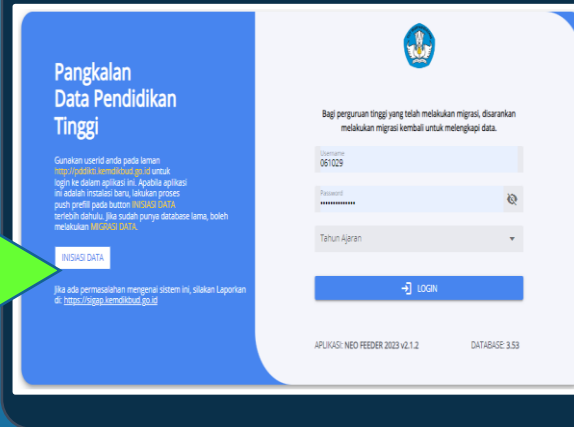 Pangkalan
Data Pendidikan
Tinggi
Gunakan userid anda pada laman
http://pddikti.kemdikbud.go.id untuk
login ke dalam aplikasi ini. Apabila aplikasi
ini adalah instalasi baru, lakukan proses
push prefill pada button INISIASI DATA
terlebih dahulu. Jika sudah punya database lama, boleh
melakukan MIGRASI DATA.
INISIASI DATA
Jika ada permasalahan mengenai sistem ini, silakan Laporkan
di: https://sigap.kemdikbud.go.id
Bagi perguruan tinggi yang telah melakukan migrasi, disarankan
melakukan migrasi kembali untuk melengkapi data.
Username
061029
Password
••••••••••••••
Tahun Ajaran
LOGIN
APLIKASI: NEO FEEDER 2023 v2.1.2
DATABASE: 3.53